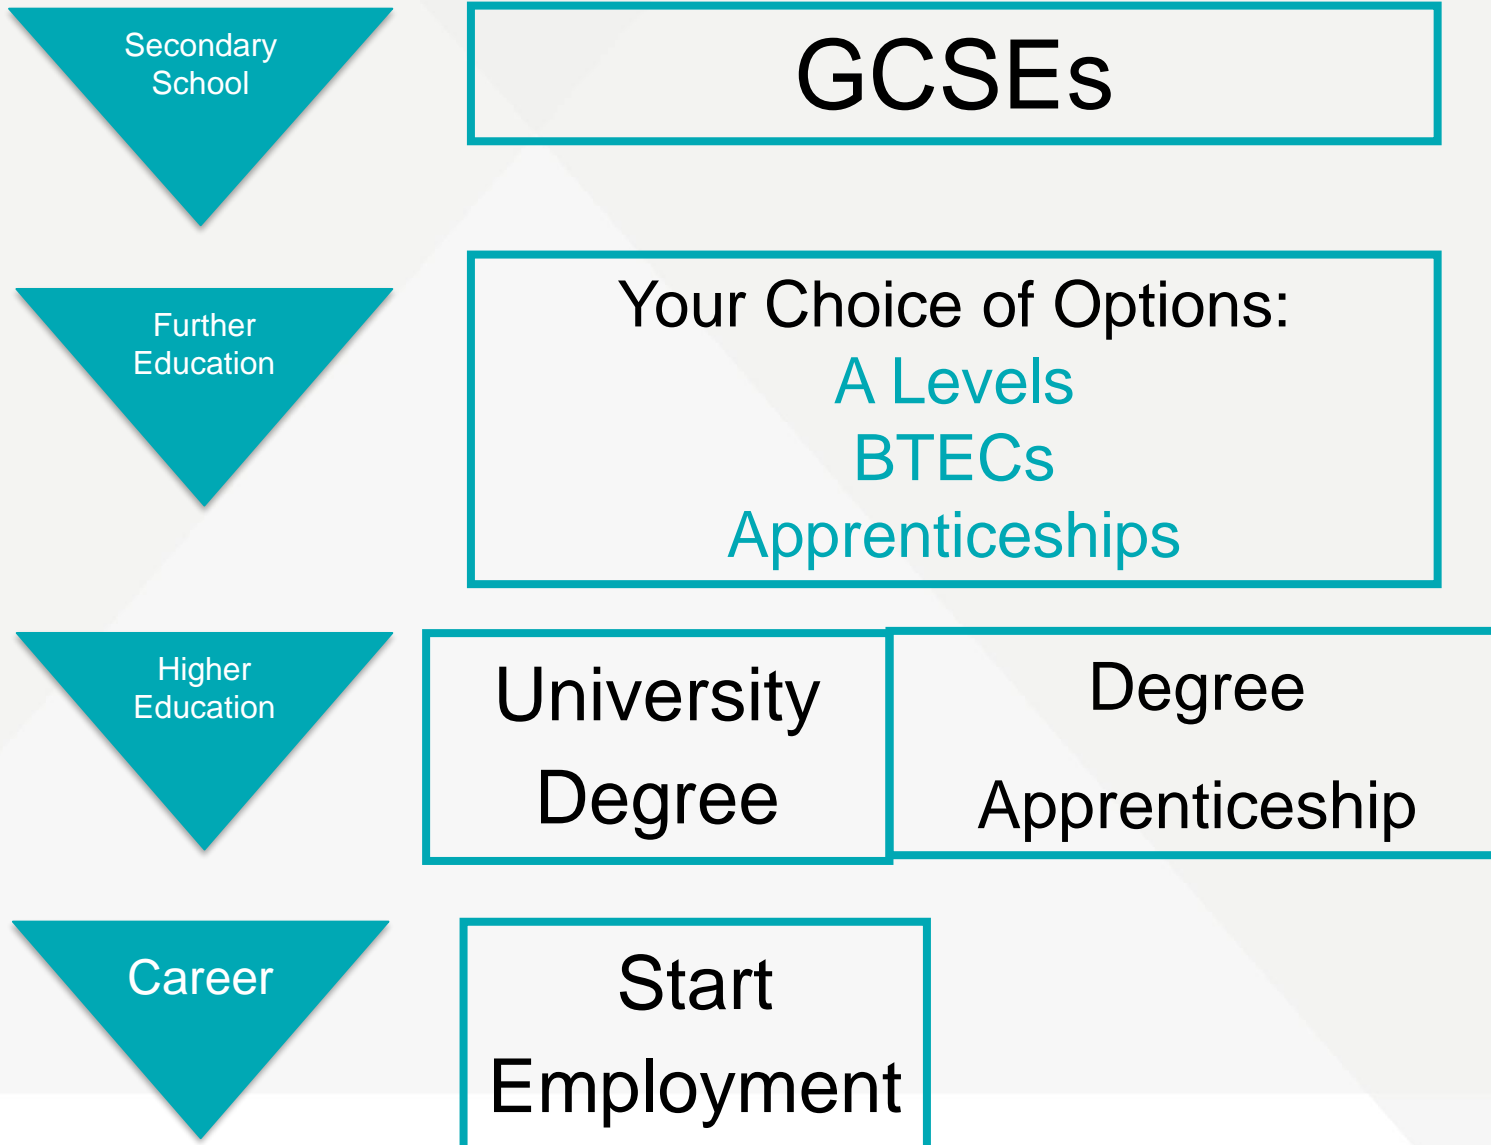 Secondary
School
GCSEs
Further
Education
Your Choice of Options:
A Levels
BTECs
Apprenticeships
Higher
Education
University
Degree
Degree
Apprenticeship
Career
Start
Employment